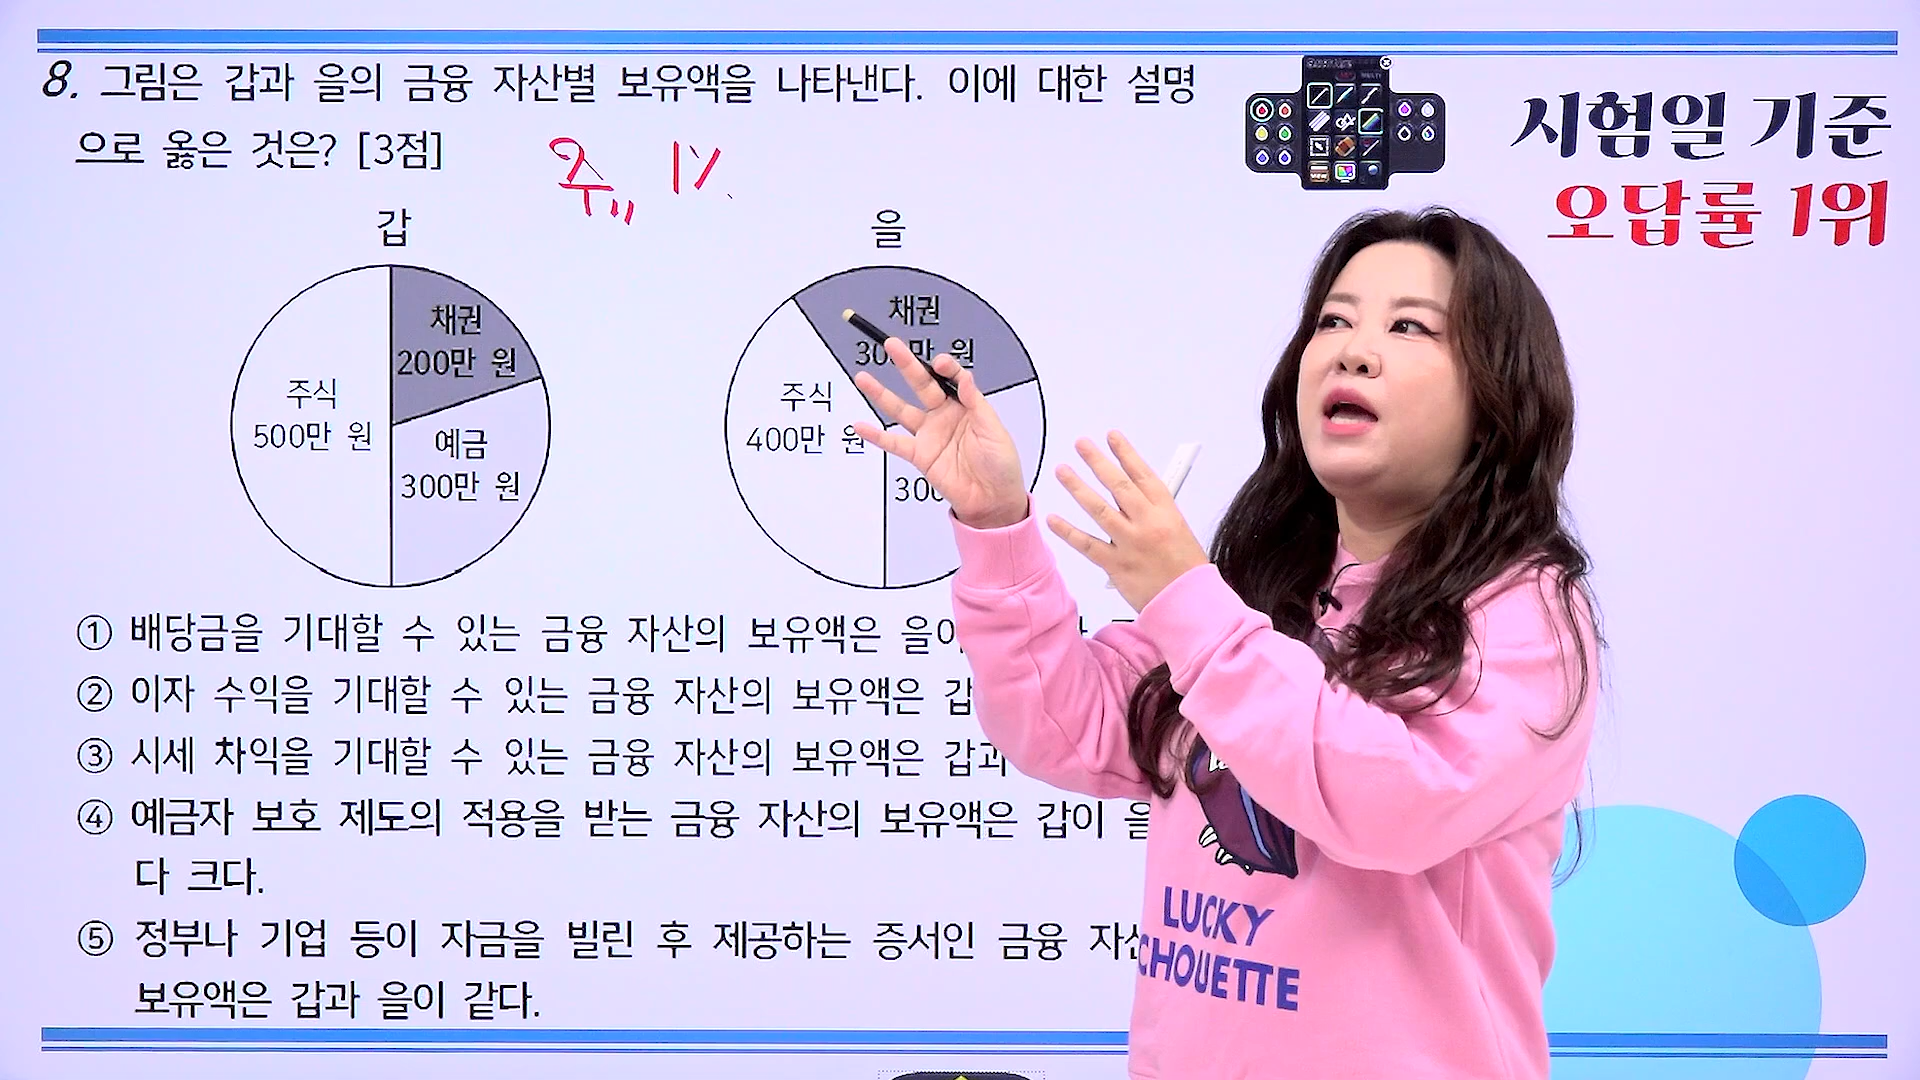 8. 그림은 갑과 을의 금융 자산별 보유액을 나타낸다. 이에 대한 설명
으로 옳은 것은? [3점]
주 1%
시험일 기준
오답률 1위
갑
채권
200만 원
주식
500만 원
예금
300만 원
을
채권
300만 원
주식
400만 원
300
① 배당금을 기대할 수 있는 금융 자산의 보유액은 을이
② 이자 수익을 기대할 수 있는 금융 자산의 보유액은 갑
③ 시세 차익을 기대할 수 있는 금융 자산의 보유액은 갑과
④ 예금자 보호 제도의 적용을 받는 금융 자산의 보유액은 갑이 을
다 크다.
⑤ 정부나 기업 등이 자금을 빌린 후 제공하는 증서인 금융 자산
보유액은 갑과 을이 같다.
LUCKY
CHOUETTE